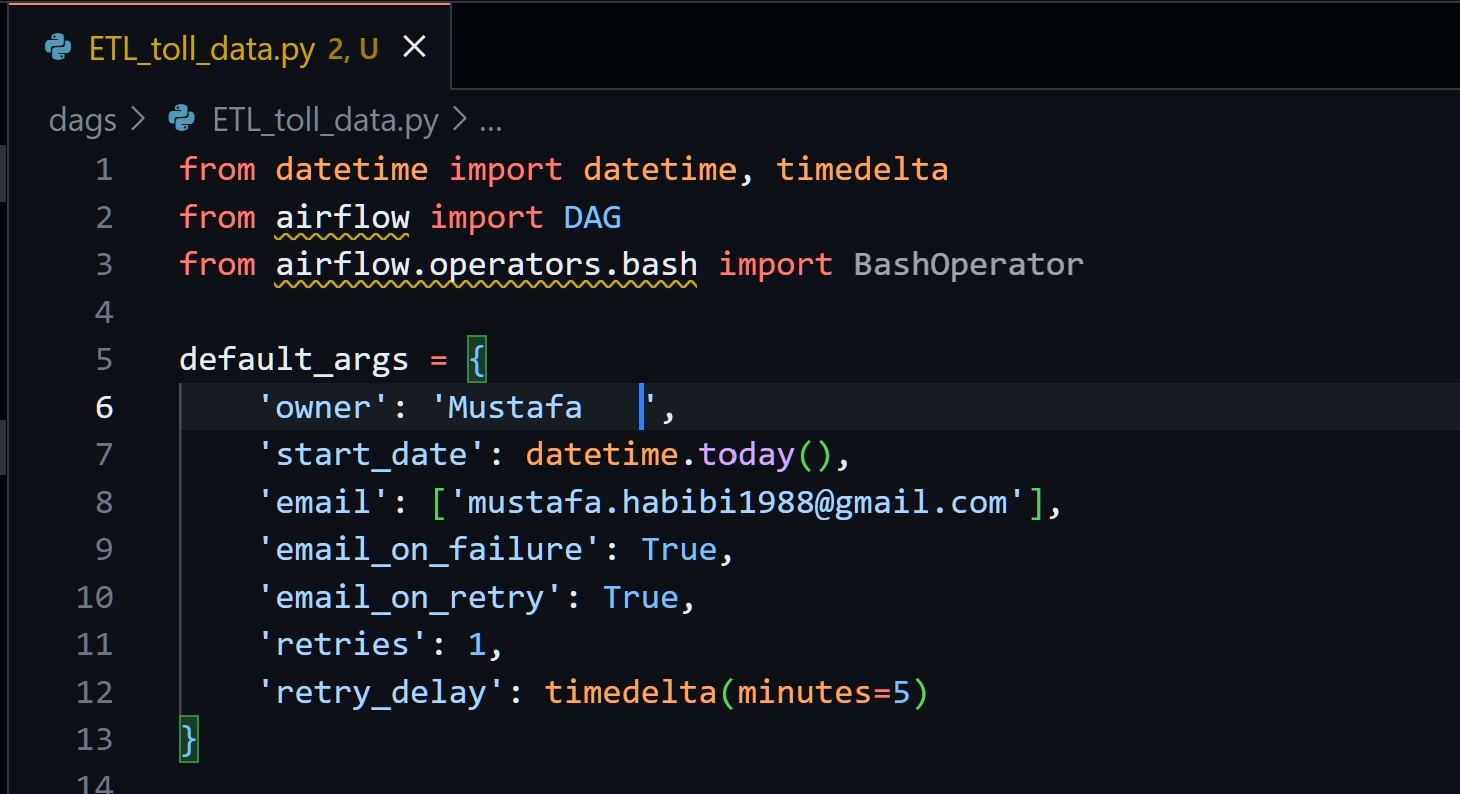 ETL_toll_data.py 2, U
dags > ETL_toll_data.py > ...
1 from datetime import datetime, timedelta
2 from airflow import DAG
3 from airflow.operators.bash import BashOperator
4
5 default_args = {
6     'owner': 'Mustafa   ',
7     'start_date': datetime.today(),
8     'email': ['mustafa.habibi1988@gmail.com'],
9     'email_on_failure': True,
10     'email_on_retry': True,
11     'retries': 1,
12     'retry_delay': timedelta(minutes=5)
13 }
14